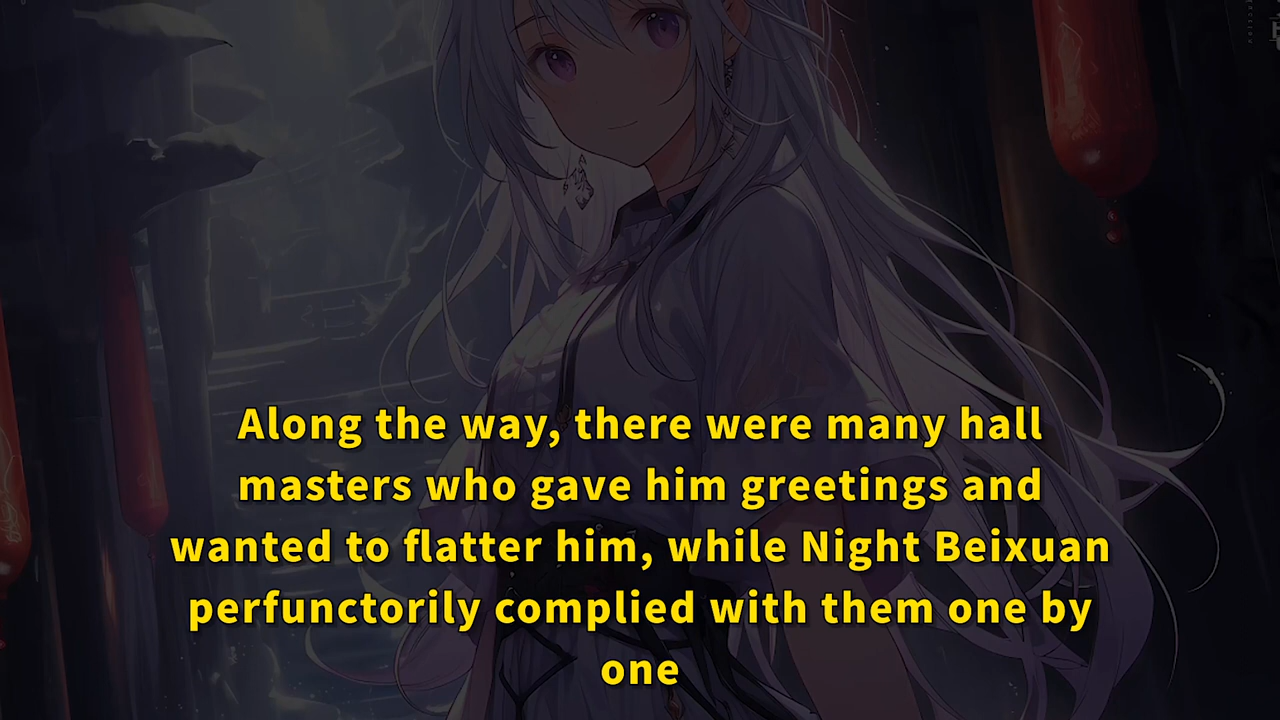 Along the way, there were many hall
masters who gave him greetings and
wanted to flatter him, while Night Beixuan
perfunctorily complied with them one by
one